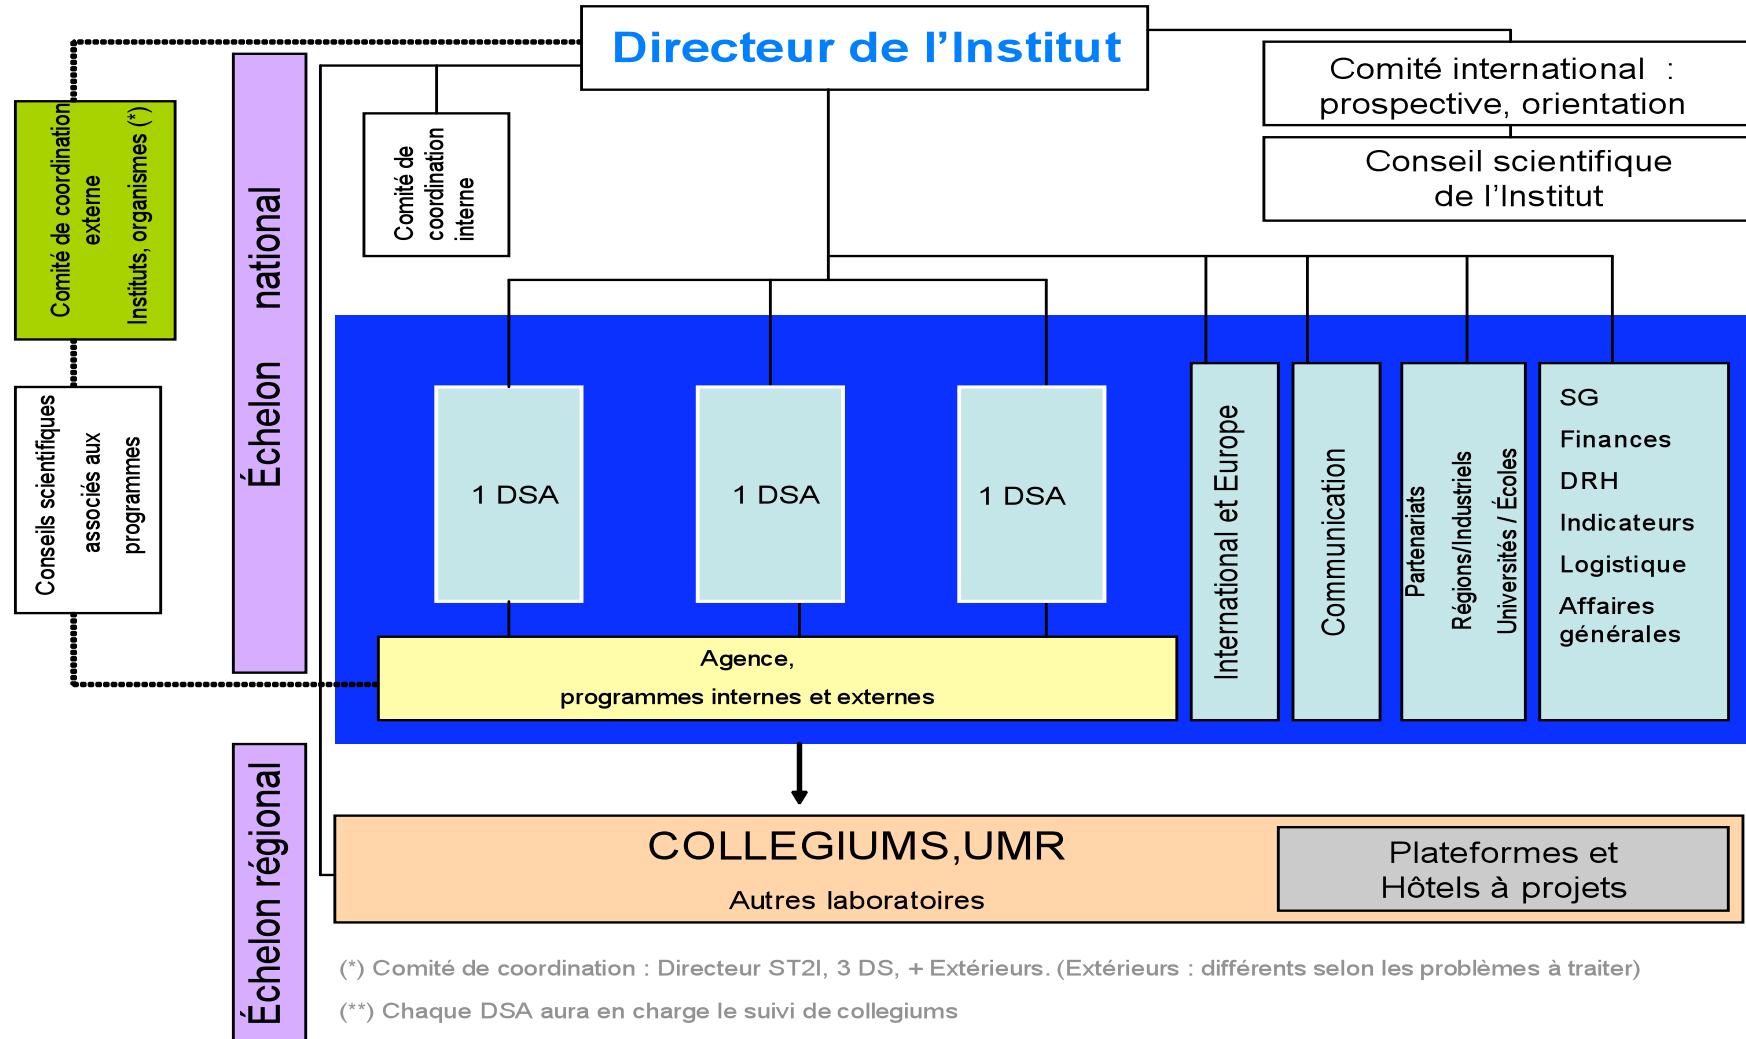 Directeur de l’Institut
Comité international  :
prospective, orientation
Conseil scientifique
de l’Institut
Comité de coordination
externe
Instituts, organismes (*)
Échelon national
Comité de
coordination
interne
Conseils scientifiques
associés aux
programmes
1 DSA
1 DSA
1 DSA
International et Europe
Communication
Partenariats
Régions/Industriels
Universités / Écoles
SG
Finances
DRH
Indicateurs
Logistique
Affaires
générales
Agence,
programmes internes et externes
Échelon régional
COLLEGIUMS,UMR
Autres laboratoires
Plateformes et
Hôtels à projets
(*) Comité de coordination : Directeur ST2I, 3 DS, + Extérieurs. (Extérieurs : différents selon les problèmes à traiter)
(**) Chaque DSA aura en charge le suivi de collegiums